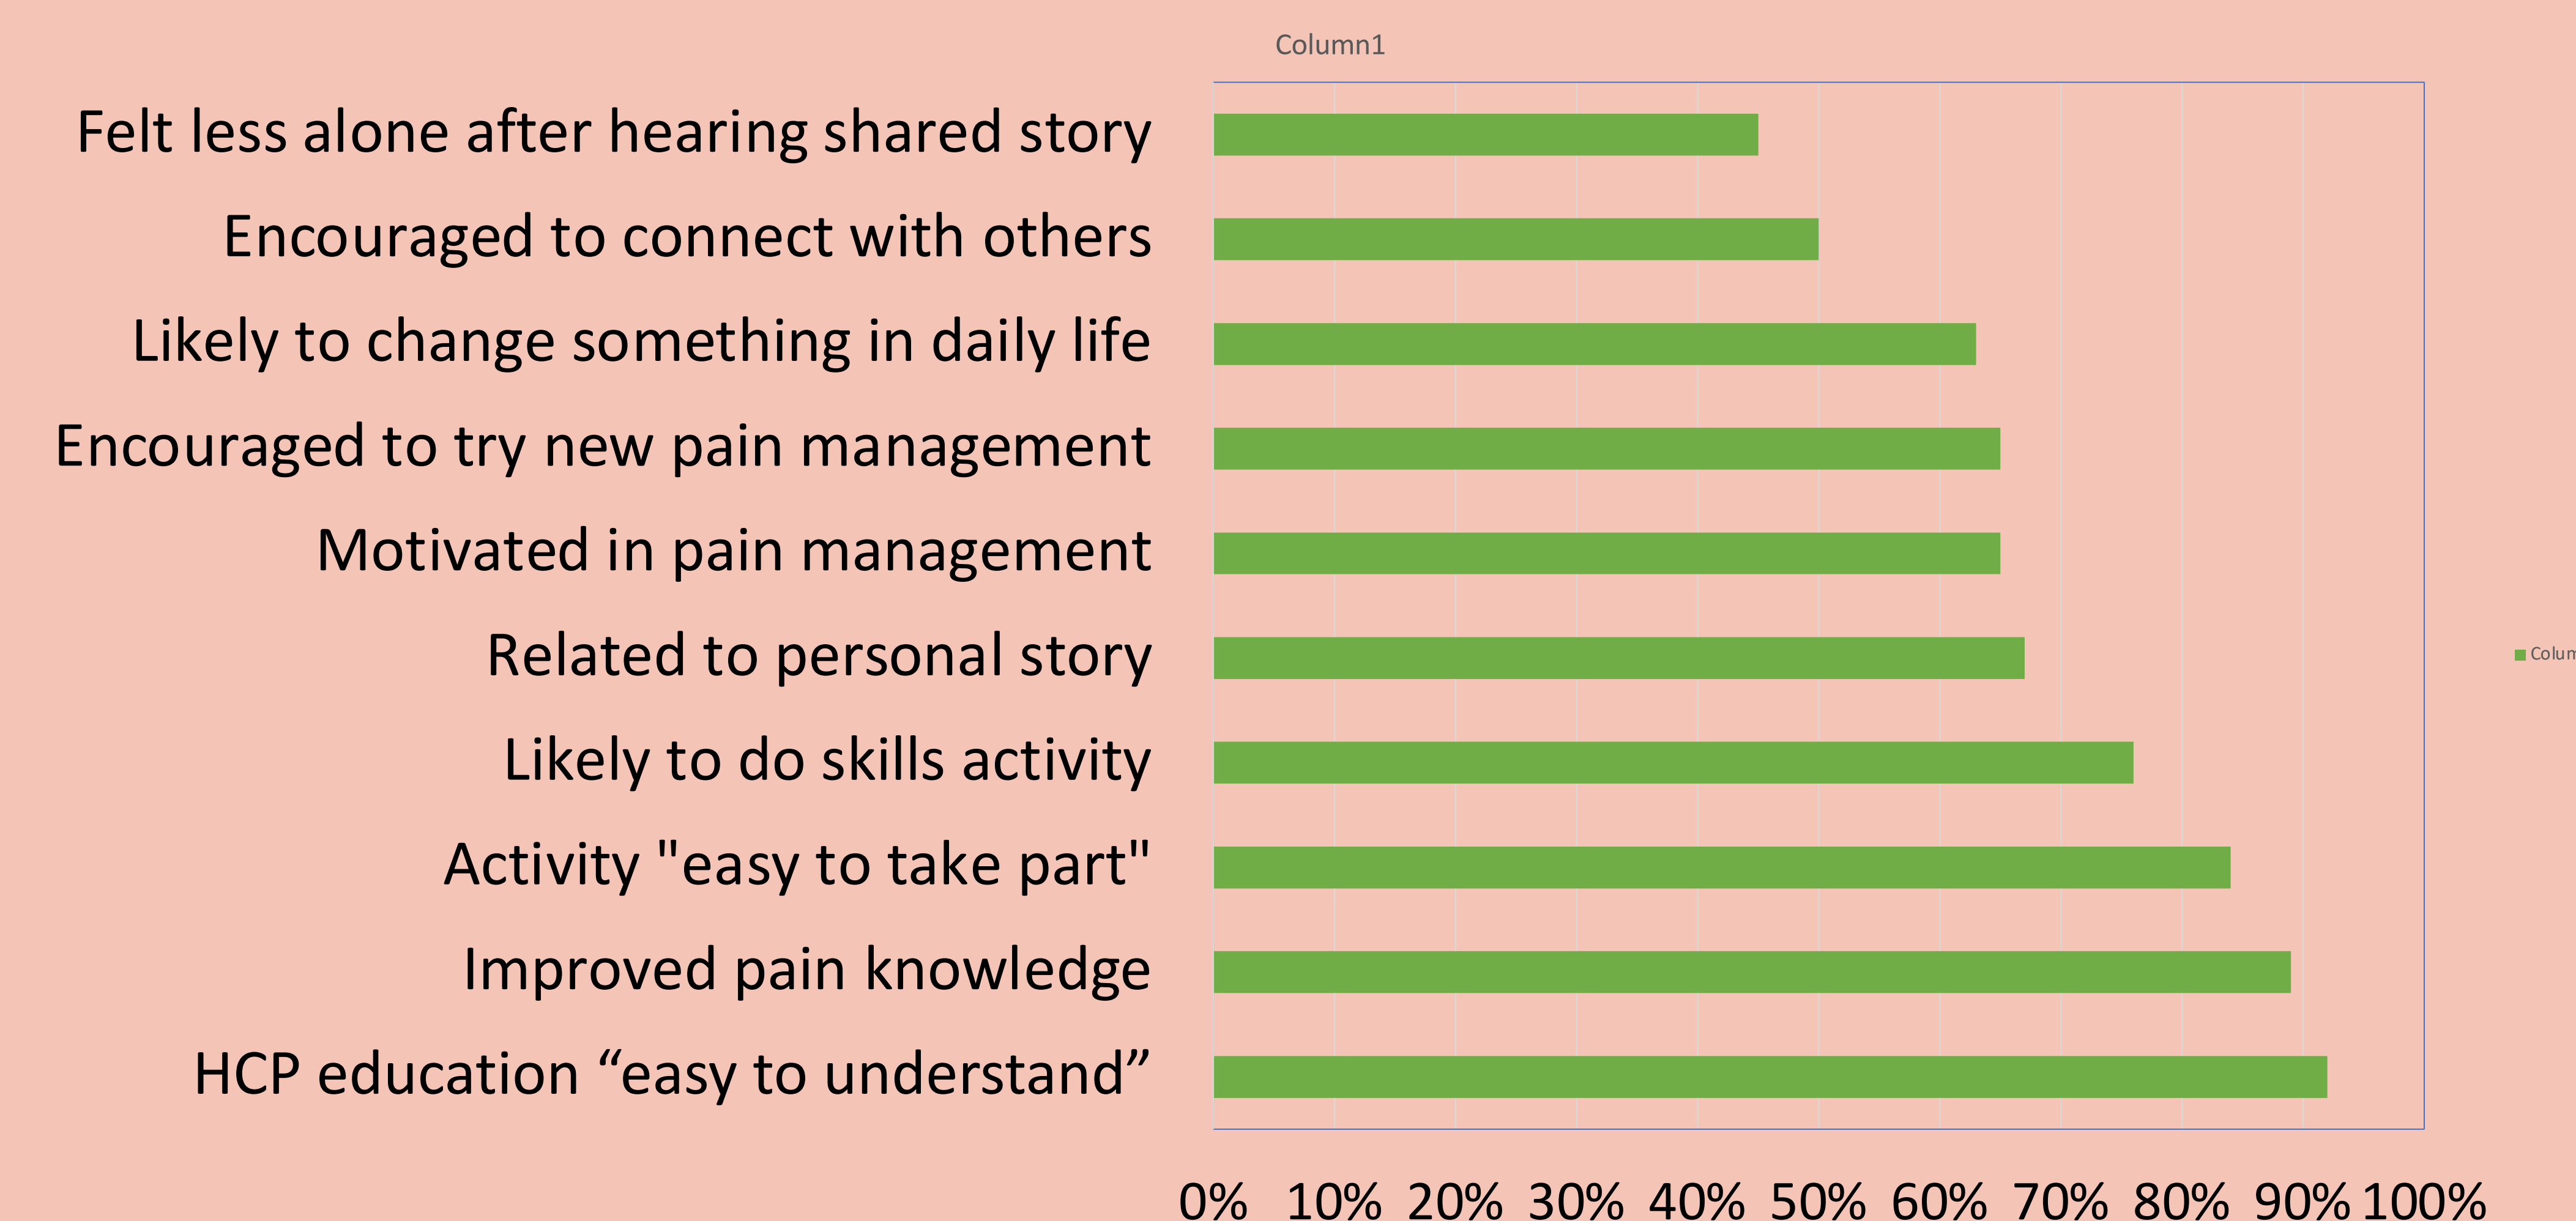 Column1
Felt less alone after hearing shared story
Encouraged to connect with others
Likely to change something in daily life
Encouraged to try new pain management
Motivated in pain management
Related to personal story
Colum
Likely to do skills activity
Activity "easy to take part"
Improved pain knowledge
HCP education “easy to understand”
0% 10% 20% 30% 40% 50% 60% 70% 80% 90% 100%